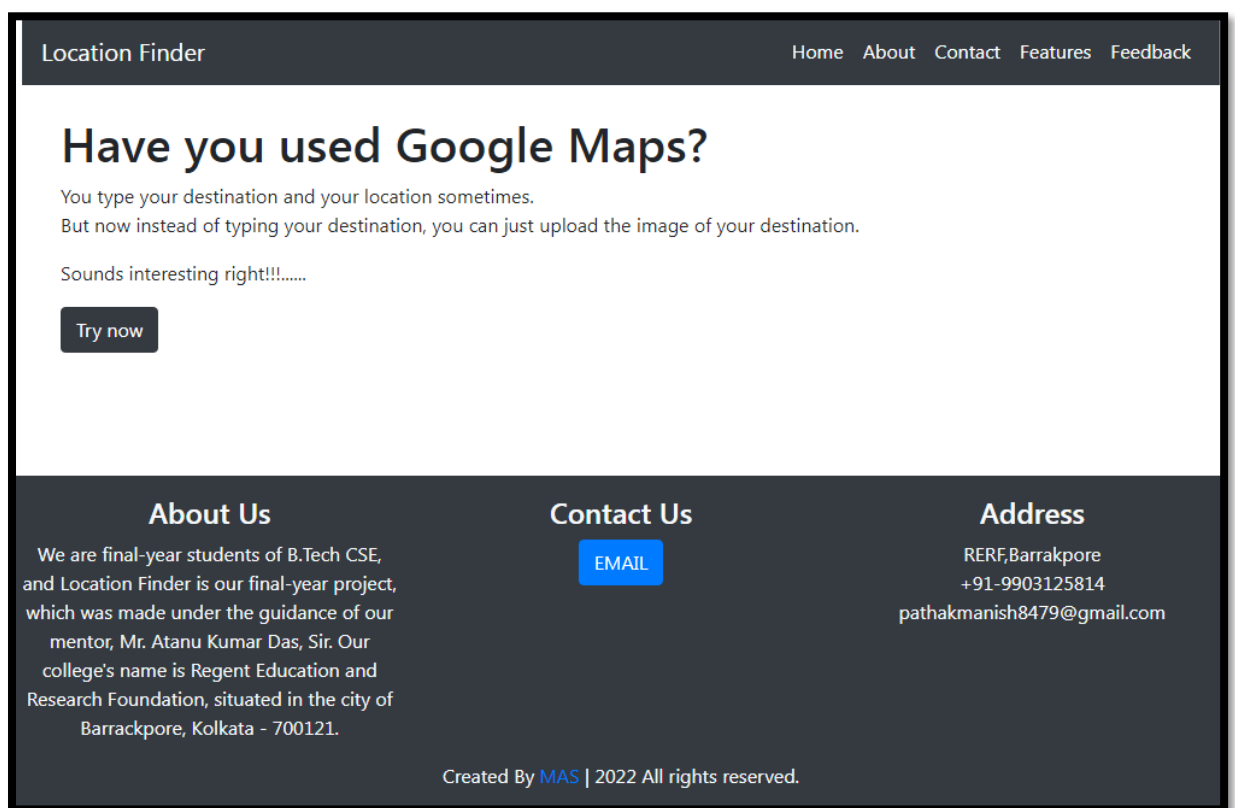 Location Finder
Home About Contact Features Feedback
Have you used Google Maps?
You type your destination and your location sometimes.
But now instead of typing your destination, you can just upload the image of your destination.
Sounds interesting right!!!......
Try now
About Us
We are final-year students of B.Tech CSE,
and Location Finder is our final-year project,
which was made under the guidance of our
mentor, Mr. Atanu Kumar Das, Sir. Our
college's name is Regent Education and
Research Foundation, situated in the city of
Barrackpore, Kolkata - 700121.
Contact Us
EMAIL
Address
RERF,Barrakpore
+91-9903125814
pathakmanish8479@gmail.com
Created By MAS | 2022 All rights reserved.